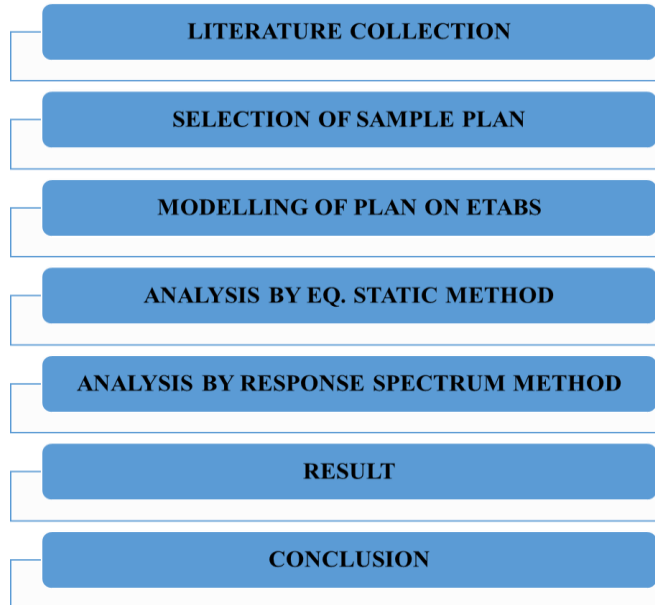 LITERATURE COLLECTION
SELECTION OF SAMPLE PLAN
MODELLING OF PLAN ON ETABS
ANALYSIS BY EQ. STATIC METHOD
ANALYSIS BY RESPONSE SPECTRUM METHOD
RESULT
CONCLUSION